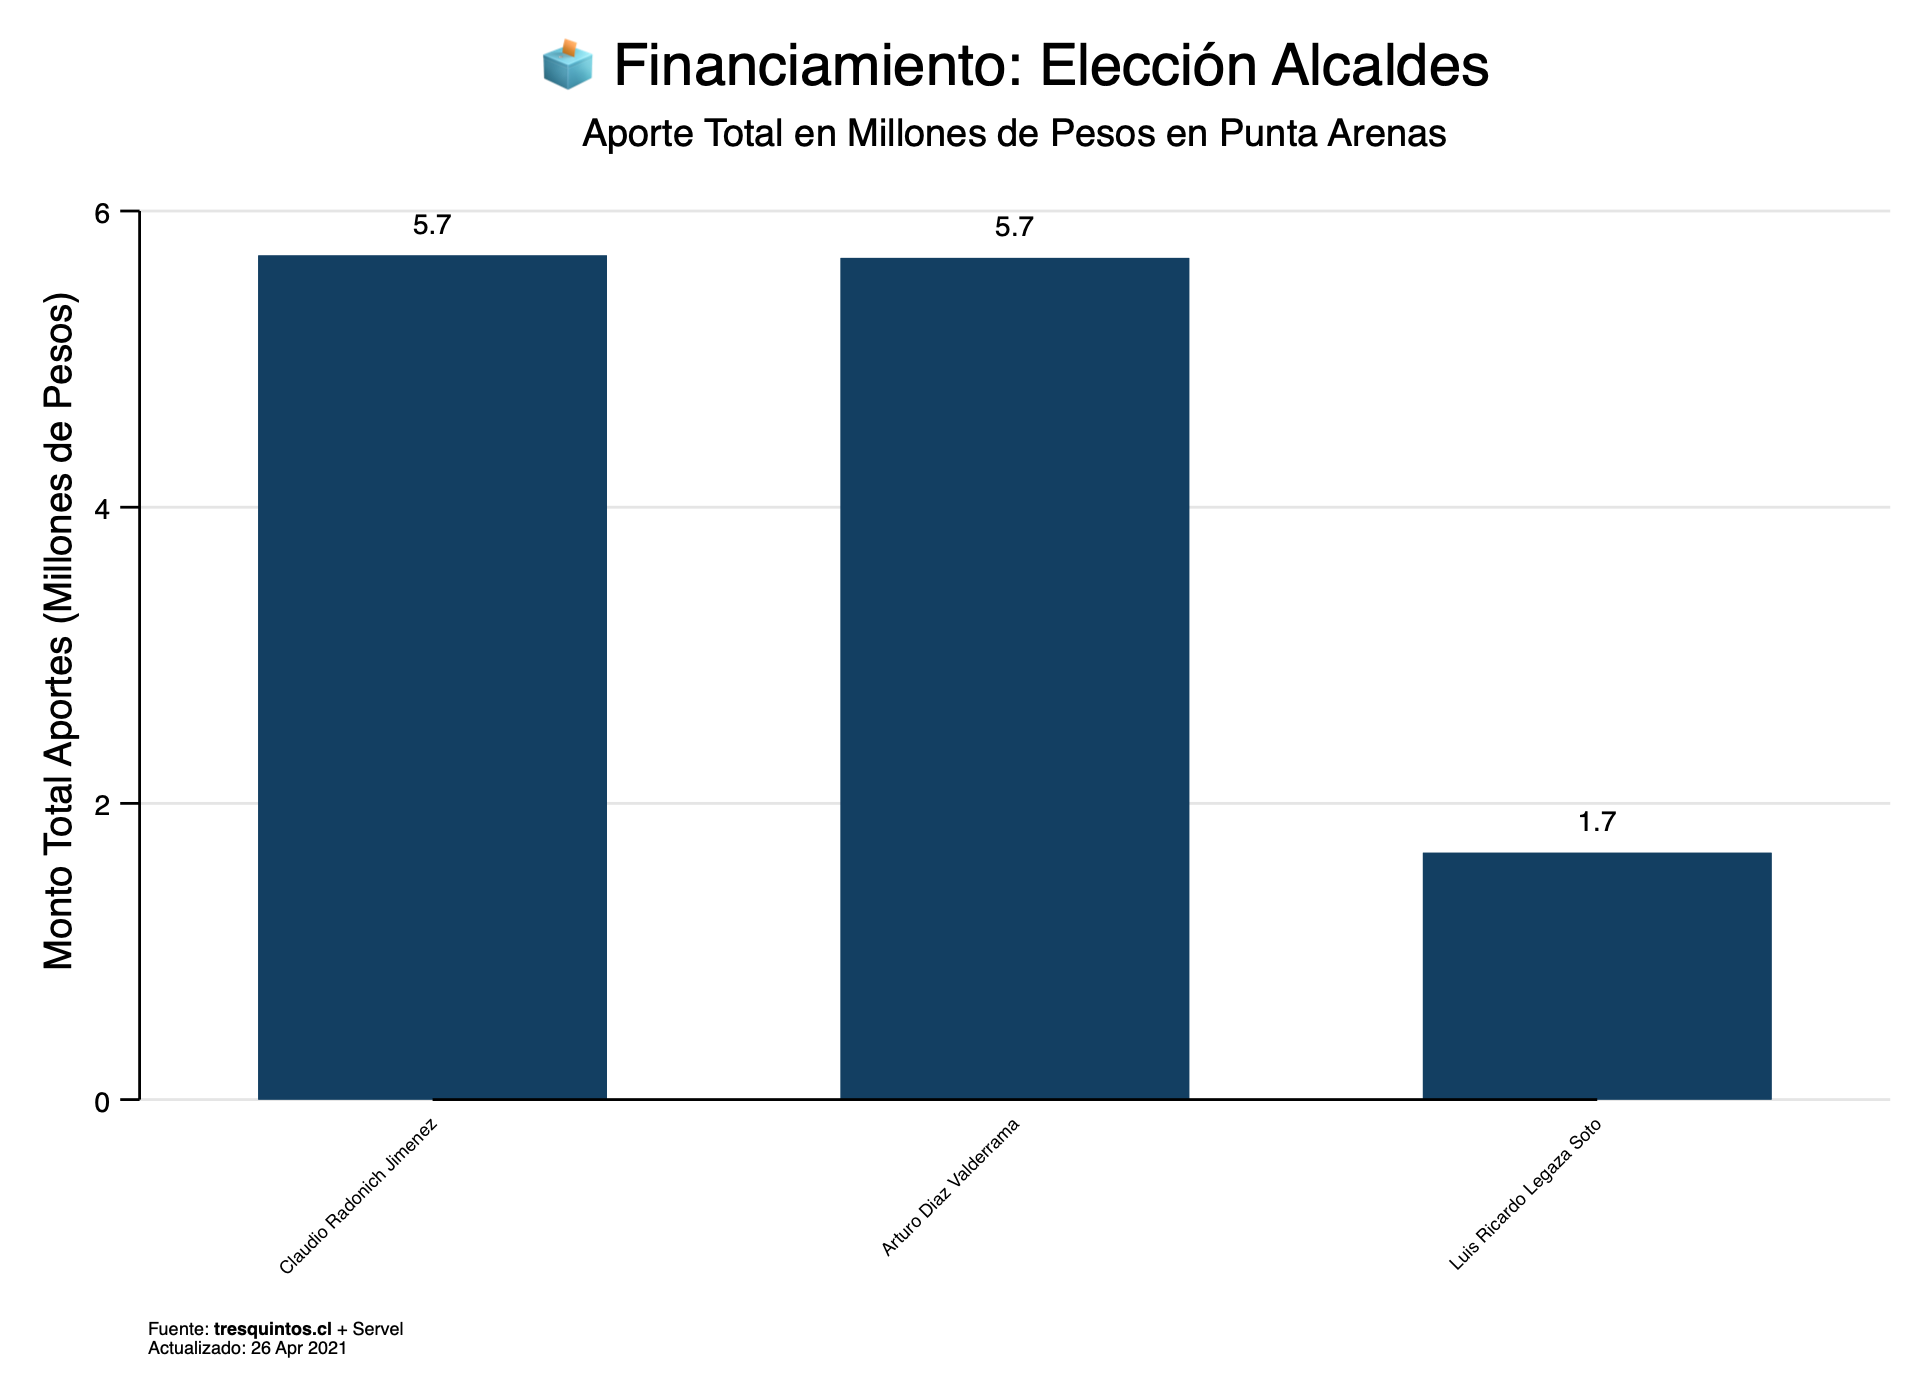 Financiamiento: Elección Alcaldes
Aporte Total en Millones de Pesos en Punta Arenas
Monto Total Aportes (Millones de Pesos)
6
4
2
0
5.7
5.7
1.7
Claudio Radonich Jimenez
Arturo Diaz Valderrama
Luis Ricardo Legaza Soto
Fuente: tresquintos.cl + Servel
Actualizado: 26 Apr 2021